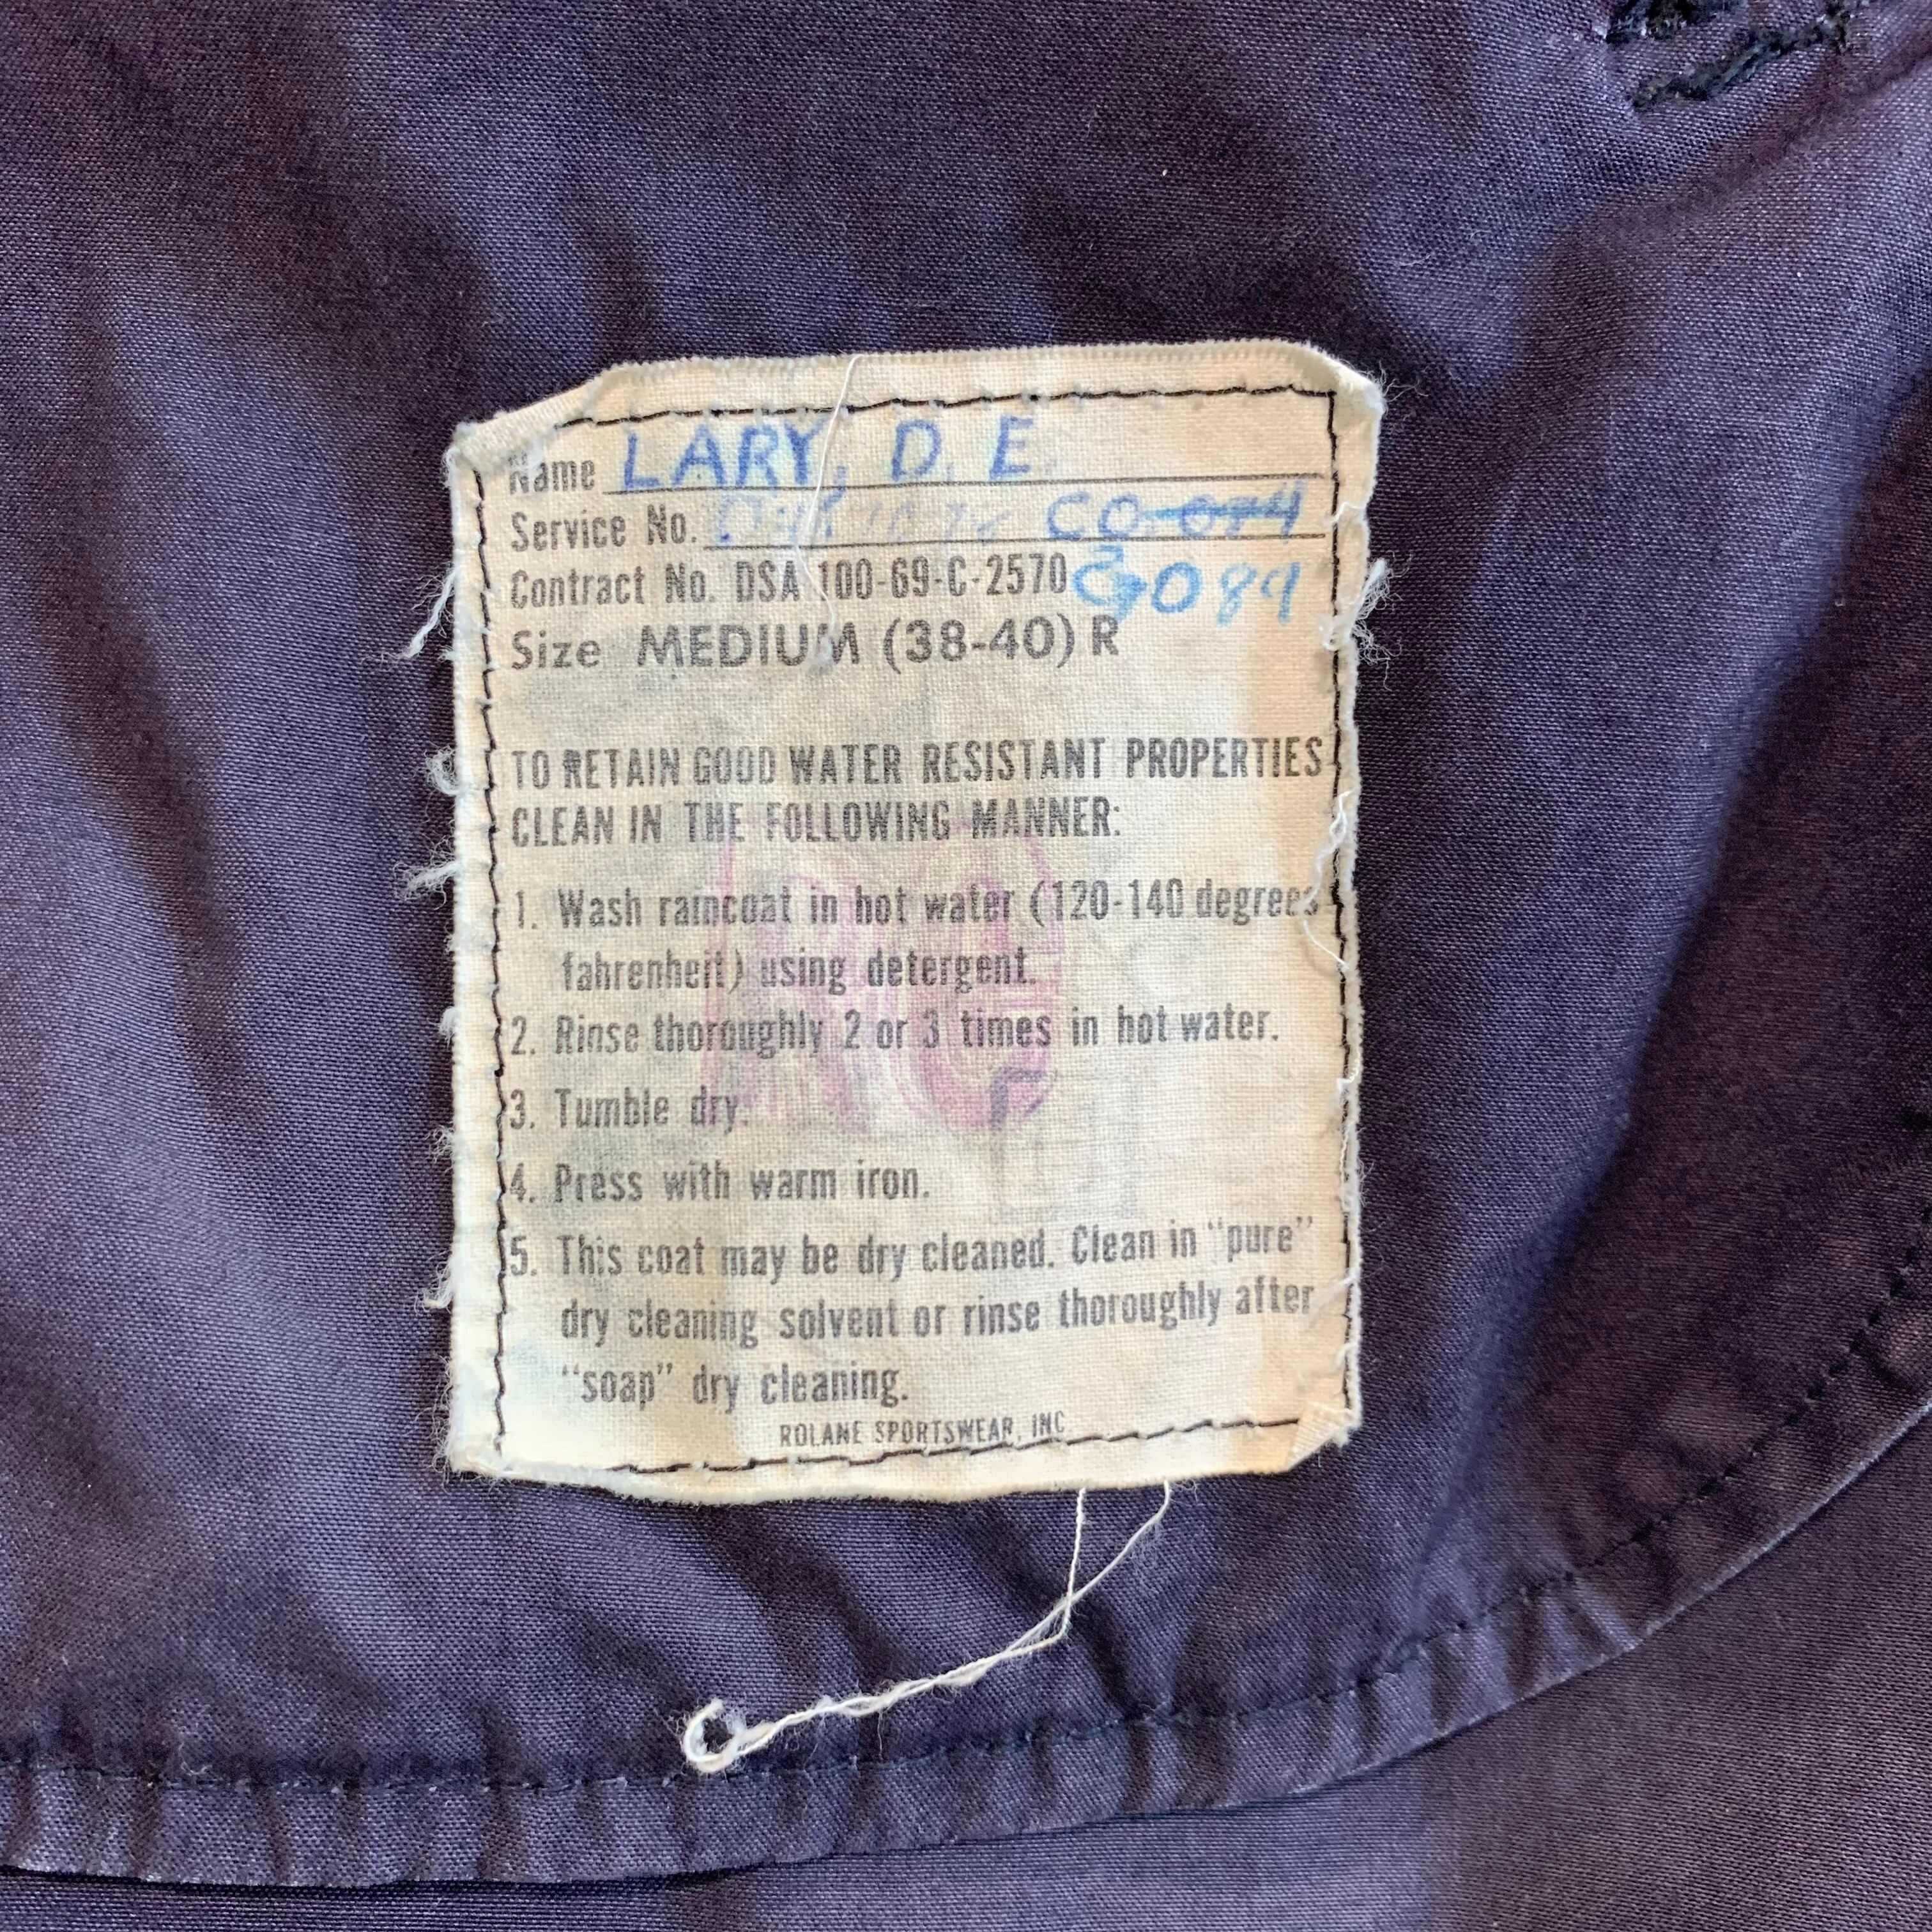 Name LARY, D. E.
Service No. CO
Contract No. DSA 100-69-C-2570 089
Size MEDIUM (38-40) R
TO RETAIN GOOD WATER RESISTANT PROPERTIES
CLEAN IN THE FOLLOWING MANNER:
1. Wash raincoat in hot water (120-140 degrees
fahrenheit) using detergent.
2. Rinse thoroughly 2 or 3 times in hot water.
3. Tumble dry.
4. Press with warm iron.
5. This coat may be dry cleaned. Clean in "pure"
dry cleaning solvent or rinse thoroughly after
"soap" dry cleaning.
ROLANE SPORTSWEAR, INC